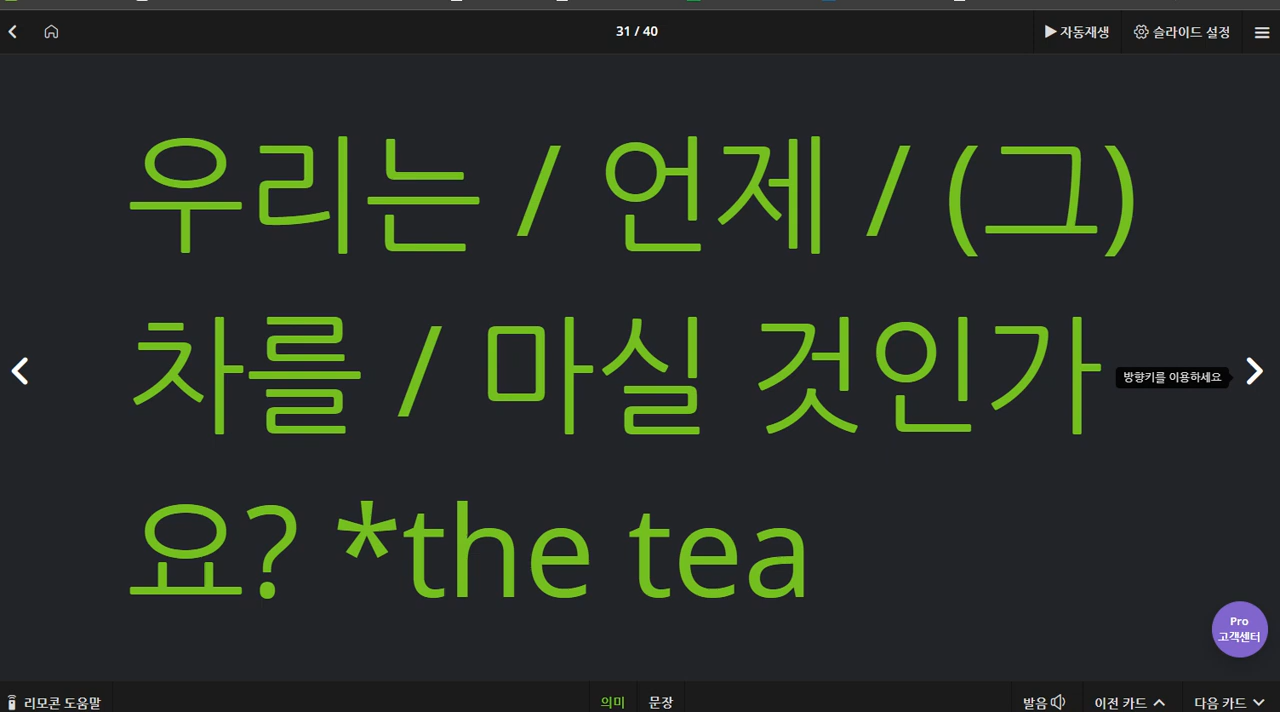 31 / 40
자동재생
슬라이드 설정
우리는 / 언제 / (그)
차를 / 마실 것인가
요? *the tea
방향키를 이용하세요
Pro
고객센터
리모콘 도움말
의미
문장
발음
이전 카드
다음 카드